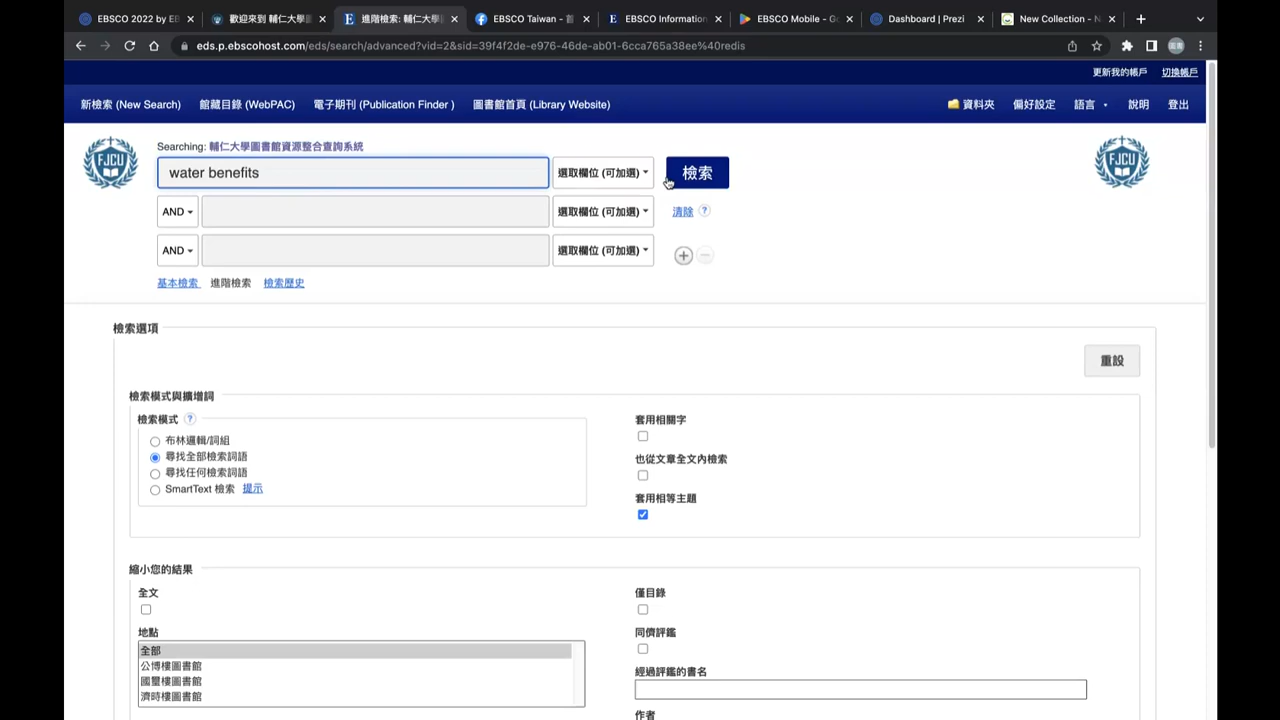 EBSCO 2022 by EB
歡迎來到 輔仁大學
進階檢索: 輔仁大學
EBSCO Taiwan - 首
EBSCO Information
EBSCO Mobile - Go
Dashboard | Prezi
New Collection - N
eds.p.ebscohost.com/eds/search/advanced?vid=2&sid=39f4f2de-e976-46de-ab01-6cca765a38ee%40redis
更新我的帳戶 切換帳戶
新檢索 (New Search) 館藏目錄 (WebPAC) 電子期刊 (Publication Finder ) 圖書館首頁 (Library Website) 資料夾 偏好設定 語言 說明 登出
FJCU
Searching: 輔仁大學圖書館資源整合查詢系統
FJCU
water benefits 選取欄位 (可加選) 檢索
AND 選取欄位 (可加選) 清除 ?
AND 選取欄位 (可加選)
基本檢索 進階檢索 檢索歷史
檢索選項
重設
檢索模式與擴增詞
檢索模式 ?
布林邏輯/詞組
尋找全部檢索詞語
尋找任何檢索詞語
SmartText 檢索 提示
套用相關字
也從文章全文內檢索
套用相等主題
縮小您的結果
全文
地點
全部
公博樓圖書館
國璽樓圖書館
濟時樓圖書館
僅目錄
同儕評鑑
經過評鑑的書名
作者